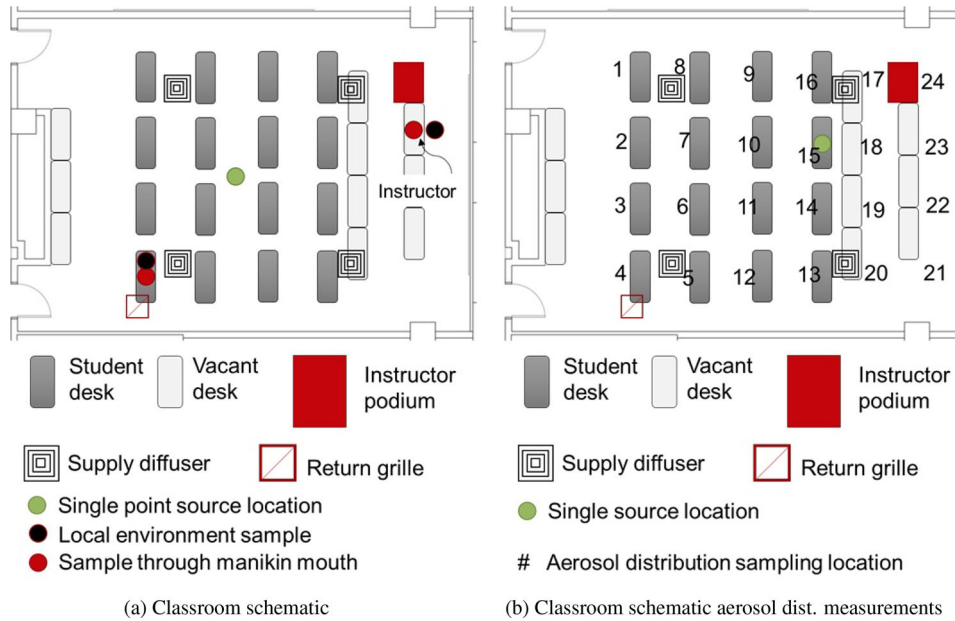 Instructor
Student desk
Vacant desk
Instructor podium
Supply diffuser
Return grille
Single point source location
Local environment sample
Sample through manikin mouth
(a) Classroom schematic
1 8 9 16 17 24
2 7 10 15 18 23
3 6 11 14 19 22
4 5 12 13 20 21
Student desk
Vacant desk
Instructor podium
Supply diffuser
Return grille
Single source location
# Aerosol distribution sampling location
(b) Classroom schematic aerosol dist. measurements